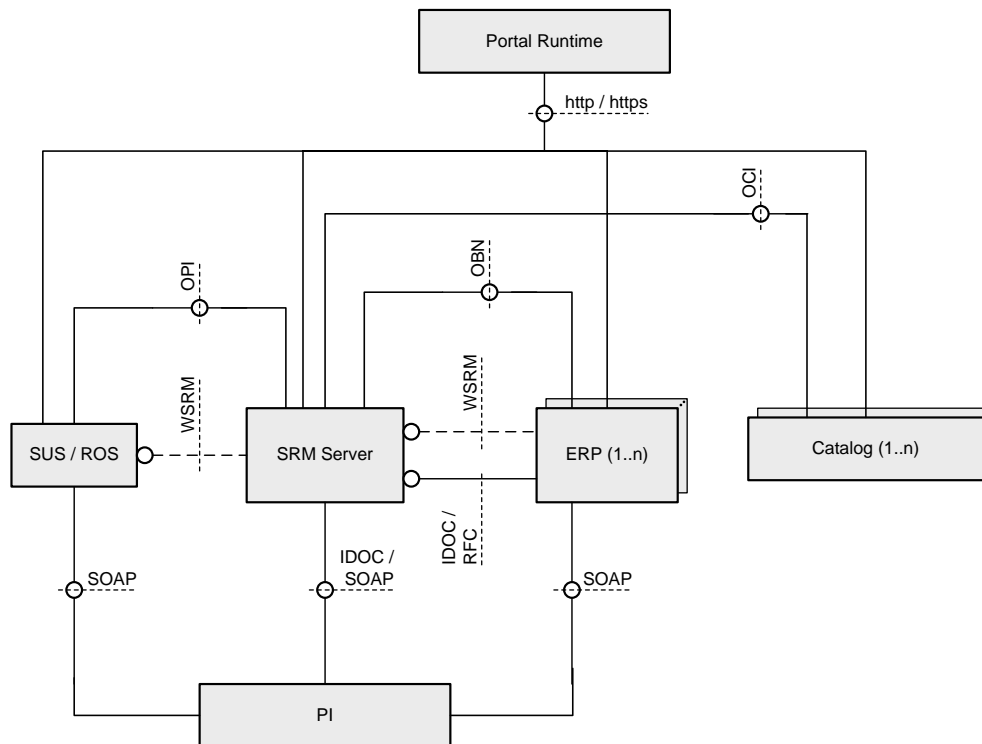 Portal Runtime
http / https
OCI
OPI
OBN
WSRM
WSRM
SUS / ROS
SRM Server
ERP (1..n)
Catalog (1..n)
IDOC /
RFC
SOAP
IDOC /
SOAP
SOAP
PI